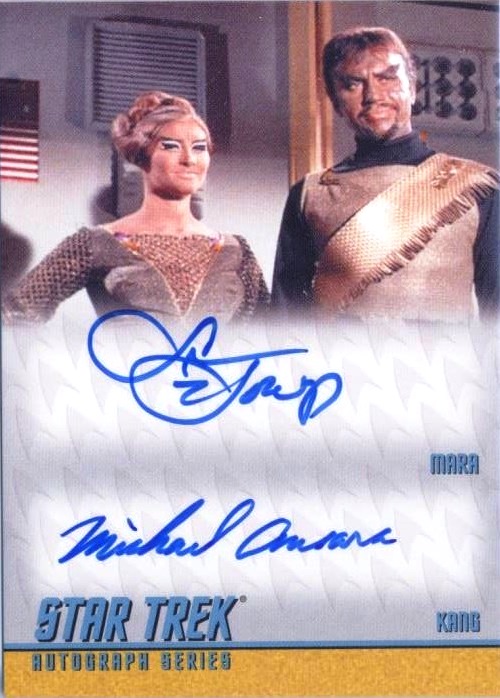 MARA
Michael Ansara
STAR TREK®
KANG
AUTOGRAPH SERIES